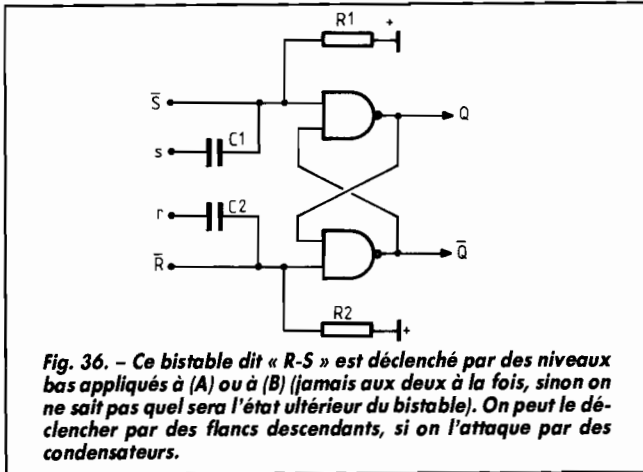 R1
+
S̅
Q
s
C1
r
C2
R̅
Q̅
R2
+
Fig. 36. – Ce bistable dit « R-S » est déclenché par des niveaux
bas appliqués à (A) ou à (B) (jamais aux deux à la fois, sinon on
ne sait pas quel sera l'état ultérieur du bistable). On peut le dé-
clencher par des flancs descendants, si on l'attaque par des
condensateurs.